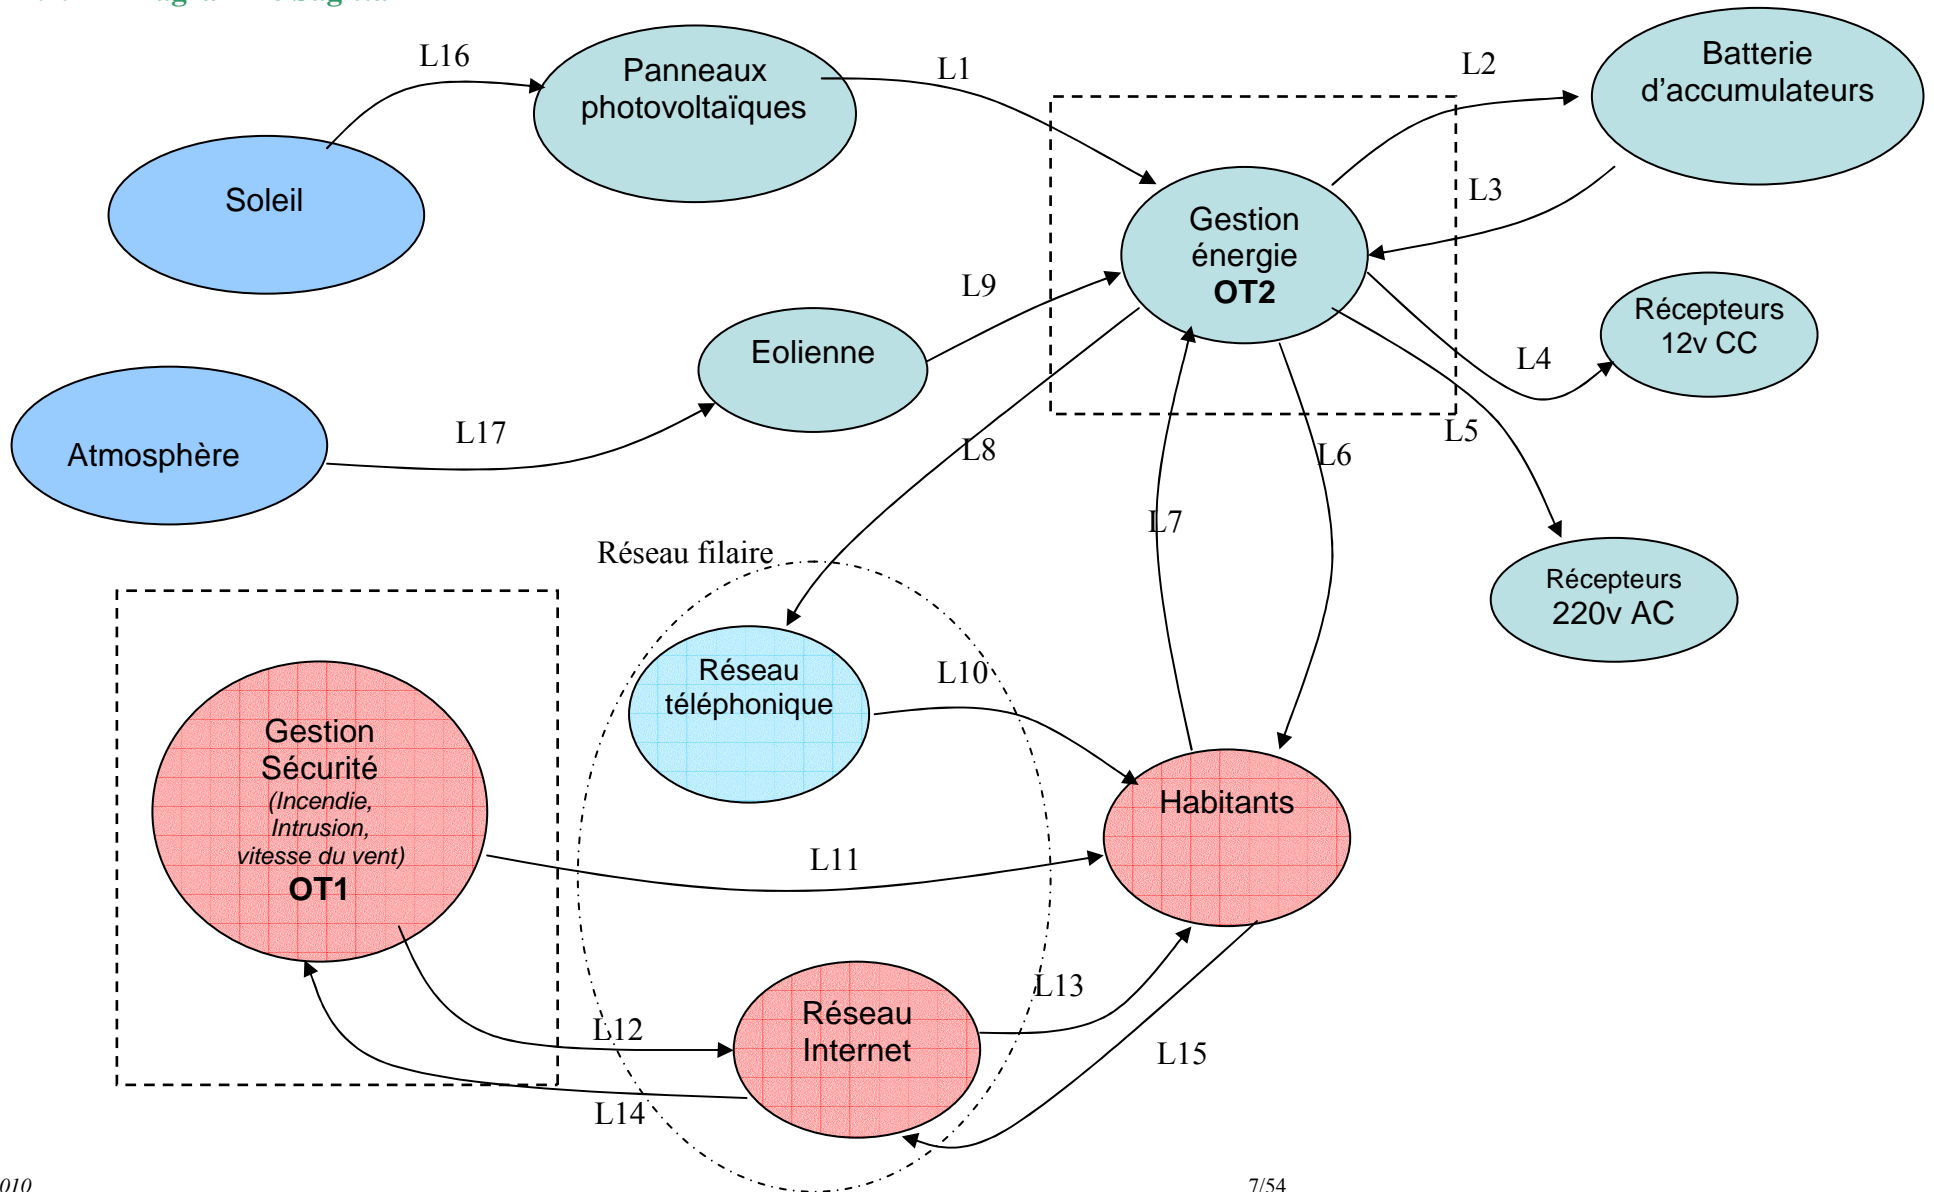 L16
Panneaux
photovoltaïques
L1
L2
Batterie
d’accumulateurs
Soleil
Gestion
énergie
OT2
L3
L9
Eolienne
Récepteurs
12v CC
L4
Atmosphère
L17
L8
L6
L5
L7
Réseau filaire
Récepteurs
220v AC
Réseau
téléphonique
L10
Gestion
Sécurité
(Incendie,
Intrusion,
vitesse du vent)
OT1
Habitants
L11
L13
Réseau
Internet
L12
L15
L14
010
7/54